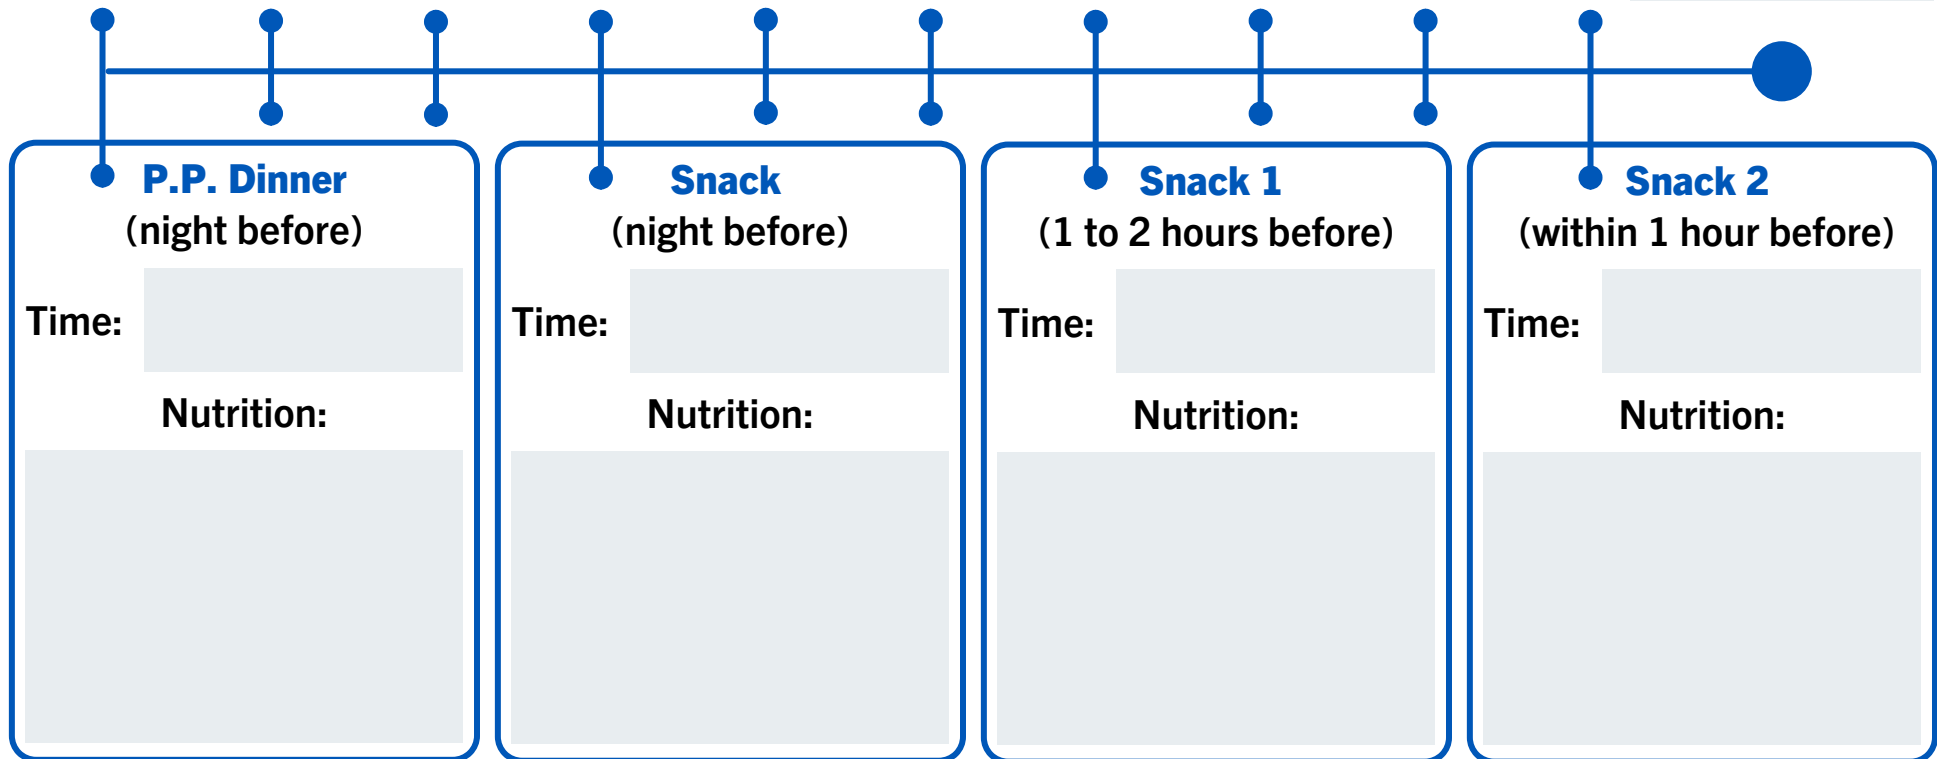 P.P. Dinner
(night before)
Time:
Nutrition:
Snack
(night before)
Time:
Nutrition:
Snack 1
(1 to 2 hours before)
Time:
Nutrition:
Snack 2
(within 1 hour before)
Time:
Nutrition: